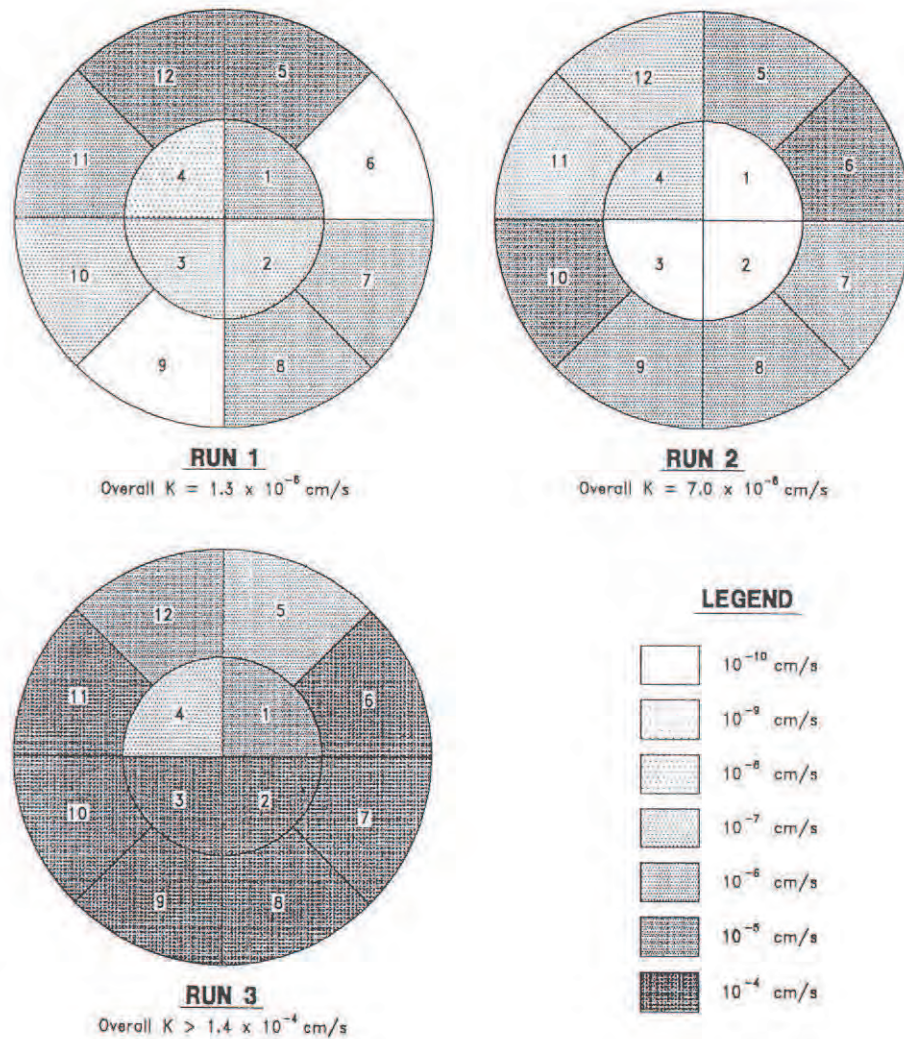 12 5
11 4 1 6
10 3 2 7
9 8
RUN 1
Overall K = 1.3 x 10⁻⁶ cm/s
12 5
11 4 1 6
10 3 2 7
9 8
RUN 2
Overall K = 7.0 x 10⁻⁶ cm/s
12 5
11 4 1 6
10 3 2 7
9 8
RUN 3
Overall K > 1.4 x 10⁻⁴ cm/s
LEGEND
10⁻¹⁰ cm/s
10⁻⁹ cm/s
10⁻⁸ cm/s
10⁻⁷ cm/s
10⁻⁶ cm/s
10⁻⁵ cm/s
10⁻⁴ cm/s